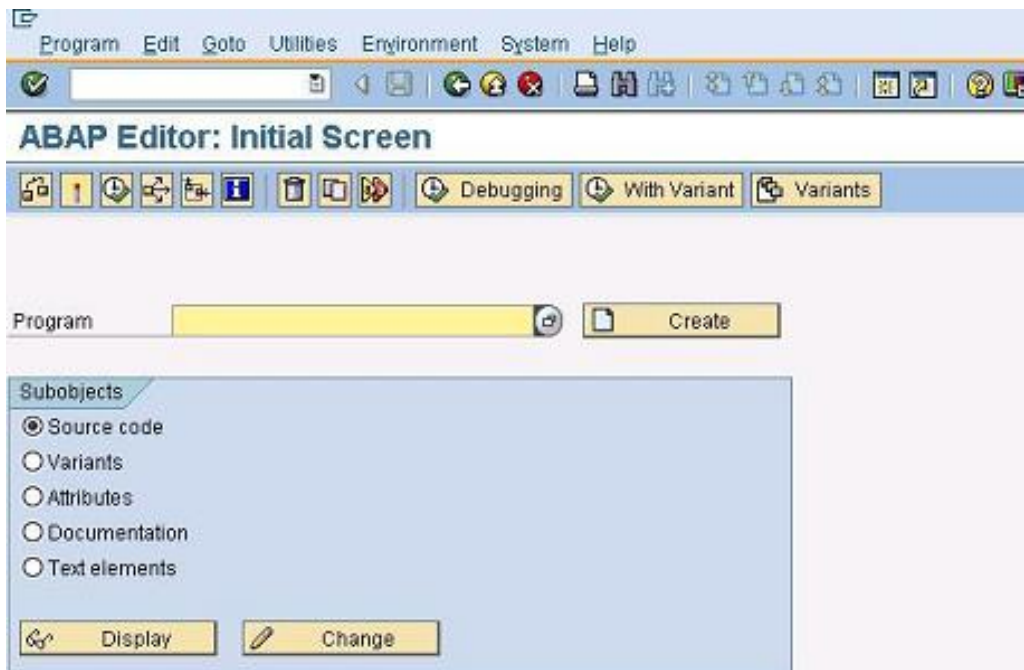 Program Edit Goto Utilities Environment System Help
ABAP Editor: Initial Screen
Debugging With Variant Variants
Program Create
Subobjects
Source code
Variants
Attributes
Documentation
Text elements
Display Change